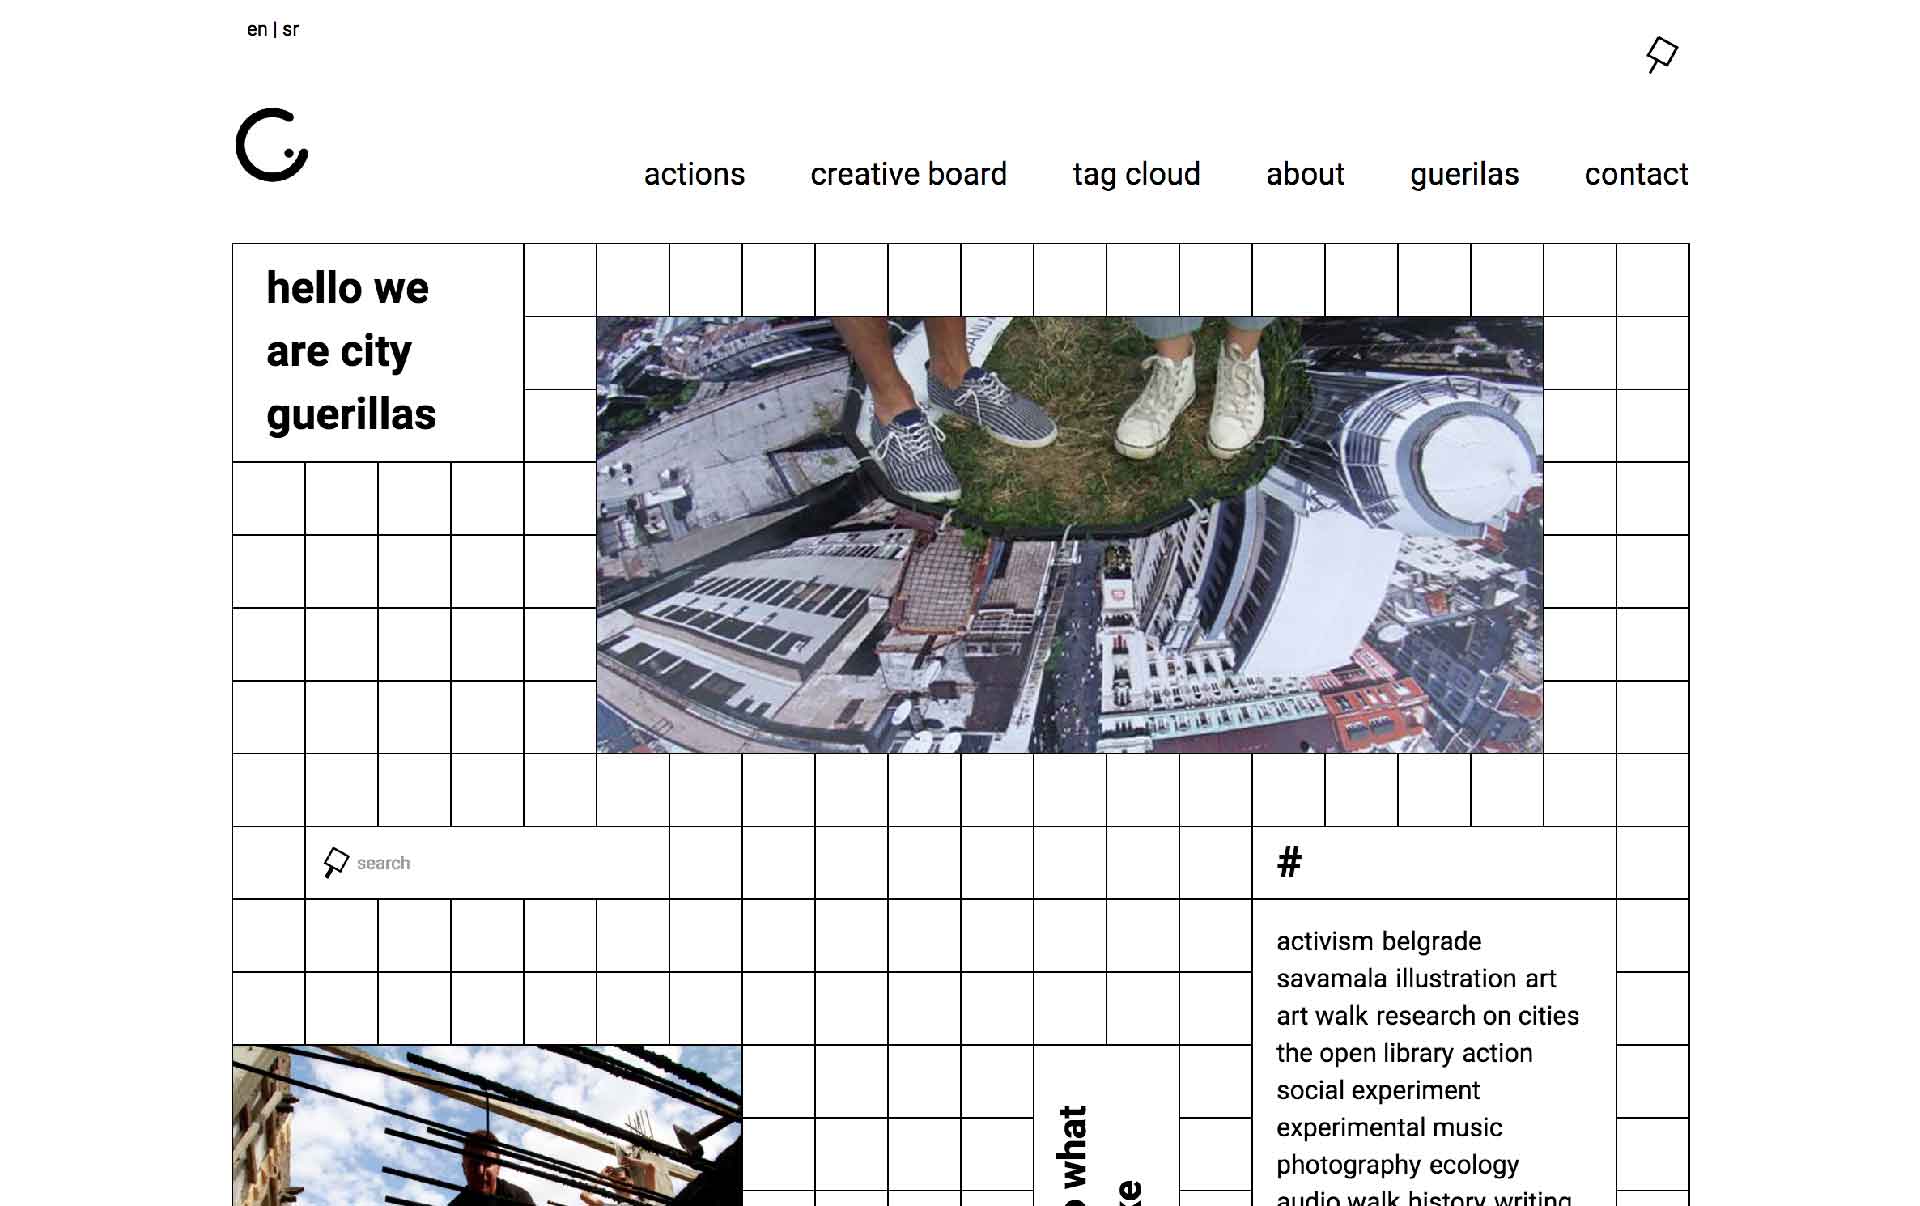 en | sr
actions creative board tag cloud about guerilas contact
hello we
are city
guerillas
search
#
activism belgrade
savamala illustration art
art walk research on cities
the open library action
social experiment
experimental music
photography ecology
audio walk history writing
what